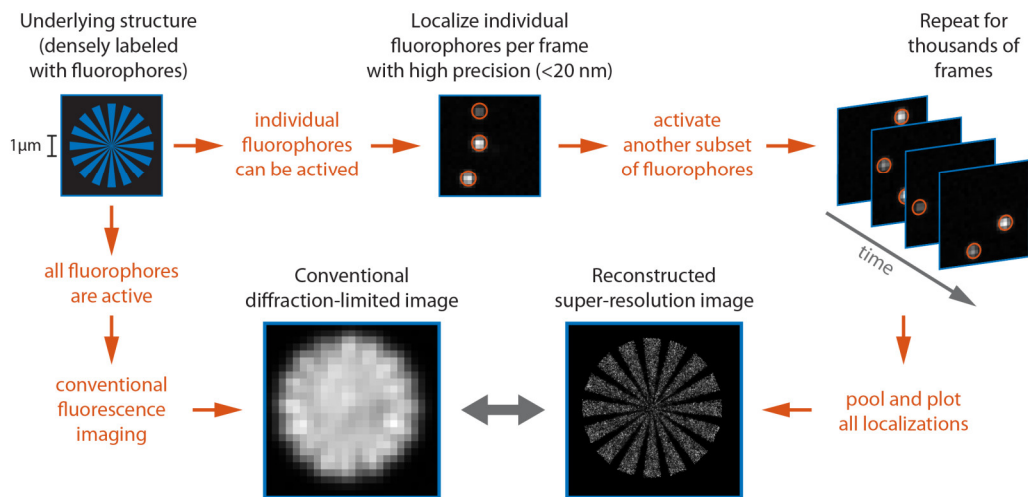 Underlying structure
(densely labeled
with fluorophores)
1μm
individual
fluorophores
can be actived
Localize individual
fluorophores per frame
with high precision (<20 nm)
activate
another subset
of fluorophores
Repeat for
thousands of
frames
time
all fluorophores
are active
conventional
fluorescence
imaging
Conventional
diffraction-limited image
Reconstructed
super-resolution image
pool and plot
all localizations